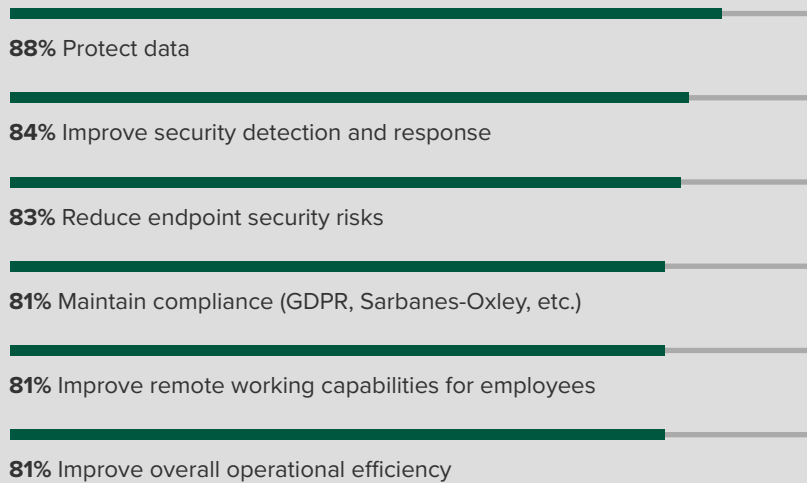 88% Protect data
84% Improve security detection and response
83% Reduce endpoint security risks
81% Maintain compliance (GDPR, Sarbanes-Oxley, etc.)
81% Improve remote working capabilities for employees
81% Improve overall operational efficiency